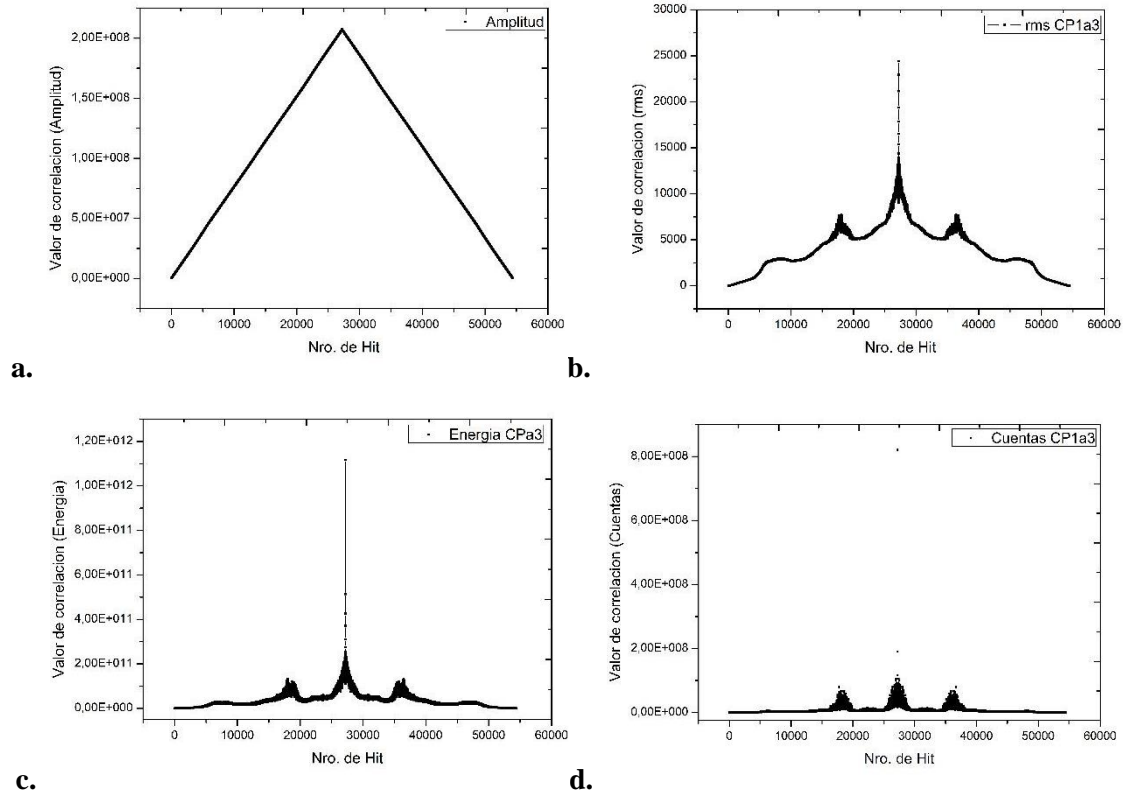 Amplitud
2,00E+008
1,50E+008
1,00E+008
5,00E+007
0,00E+000
Valor de correlacion (Amplitud)
0 10000 20000 30000 40000 50000 60000
Nro. de Hit
a.
rms CP1a3
30000
25000
20000
15000
10000
5000
0
Valor de correlacion (rms)
0 10000 20000 30000 40000 50000 60000
Nro. de Hit
b.
Energia CPa3
1,20E+012
1,00E+012
8,00E+011
6,00E+011
4,00E+011
2,00E+011
0,00E+000
Valor de correlacion (Energia)
0 10000 20000 30000 40000 50000 60000
Nro. de Hit
c.
Cuentas CP1a3
8,00E+008
6,00E+008
4,00E+008
2,00E+008
0,00E+000
Valor de correlacion (Cuentas)
0 10000 20000 30000 40000 50000 60000
Nro. de Hit
d.